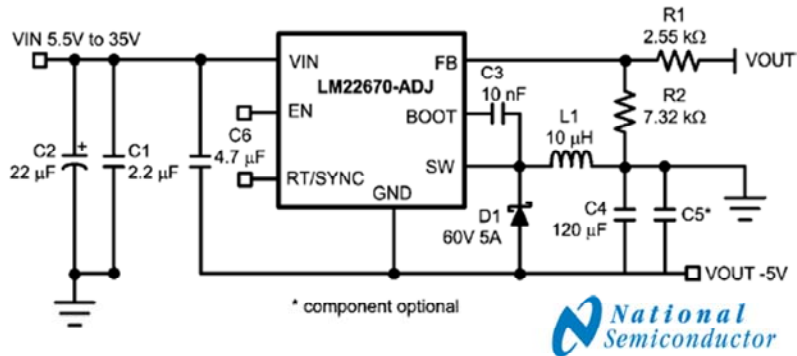 VIN 5.5V to 35V
VIN
LM22670-ADJ
FB
EN
BOOT
RT/SYNC
SW
GND
C3
10 nF
R1
2.55 kΩ
VOUT
R2
7.32 kΩ
L1
10 µH
C6
4.7 µF
C2
22 µF
+
C1
2.2 µF
D1
60V 5A
C4
120 µF
C5*
VOUT -5V
* component optional
National
Semiconductor